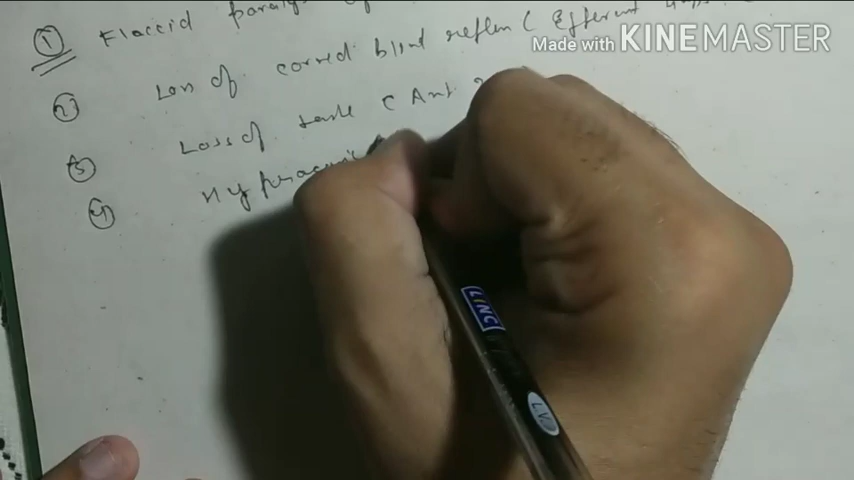 Made with KINEMASTER
① Flaccid
② Loss of corneal blink reflex ( Efferent
③ Loss of taste ( Ant
④ Hyperacusi
LINC